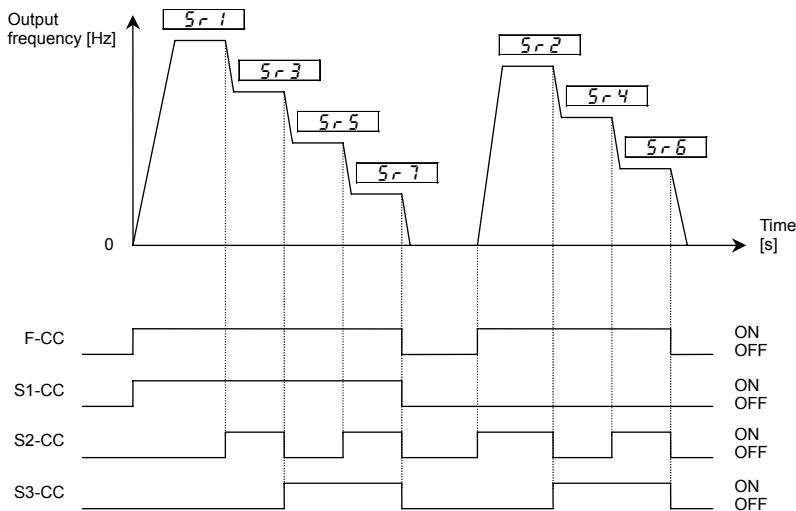 Output
frequency [Hz]
Sr1
Sr3
Sr5
Sr7
Sr2
Sr4
Sr6
0
Time
[s]
F-CC
ON
OFF
S1-CC
ON
OFF
S2-CC
ON
OFF
S3-CC
ON
OFF